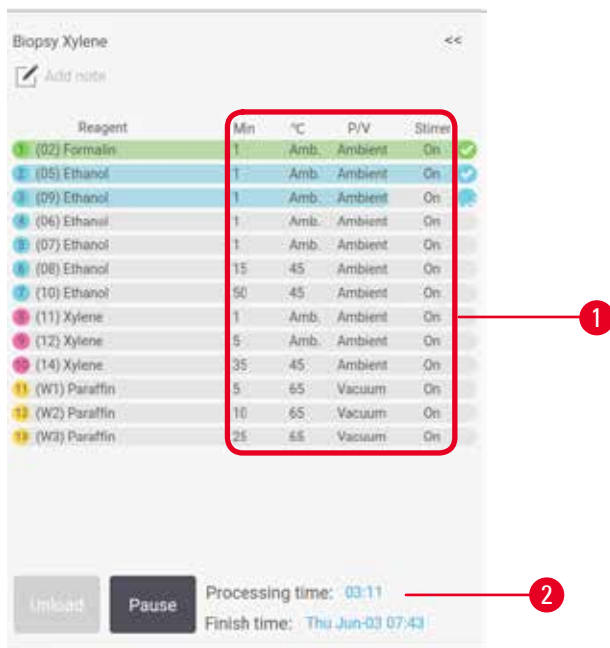 Biopsy Xylene <<
Add note
Reagent Min °C P/V Stirrer
1 (02) Formalin 1 Amb. Ambient On
2 (05) Ethanol 1 Amb. Ambient On
3 (09) Ethanol 1 Amb. Ambient On
4 (06) Ethanol 1 Amb. Ambient On
5 (07) Ethanol 1 Amb. Ambient On
6 (08) Ethanol 15 45 Ambient On
7 (10) Ethanol 50 45 Ambient On
8 (11) Xylene 1 Amb. Ambient On
9 (12) Xylene 5 Amb. Ambient On
10 (14) Xylene 35 45 Ambient On
11 (W1) Paraffin 5 65 Vacuum On
12 (W2) Paraffin 10 65 Vacuum On
13 (W3) Paraffin 25 65 Vacuum On
1
Unload Pause Processing time: 03:11 2
Finish time: Thu Jun-03 07:43